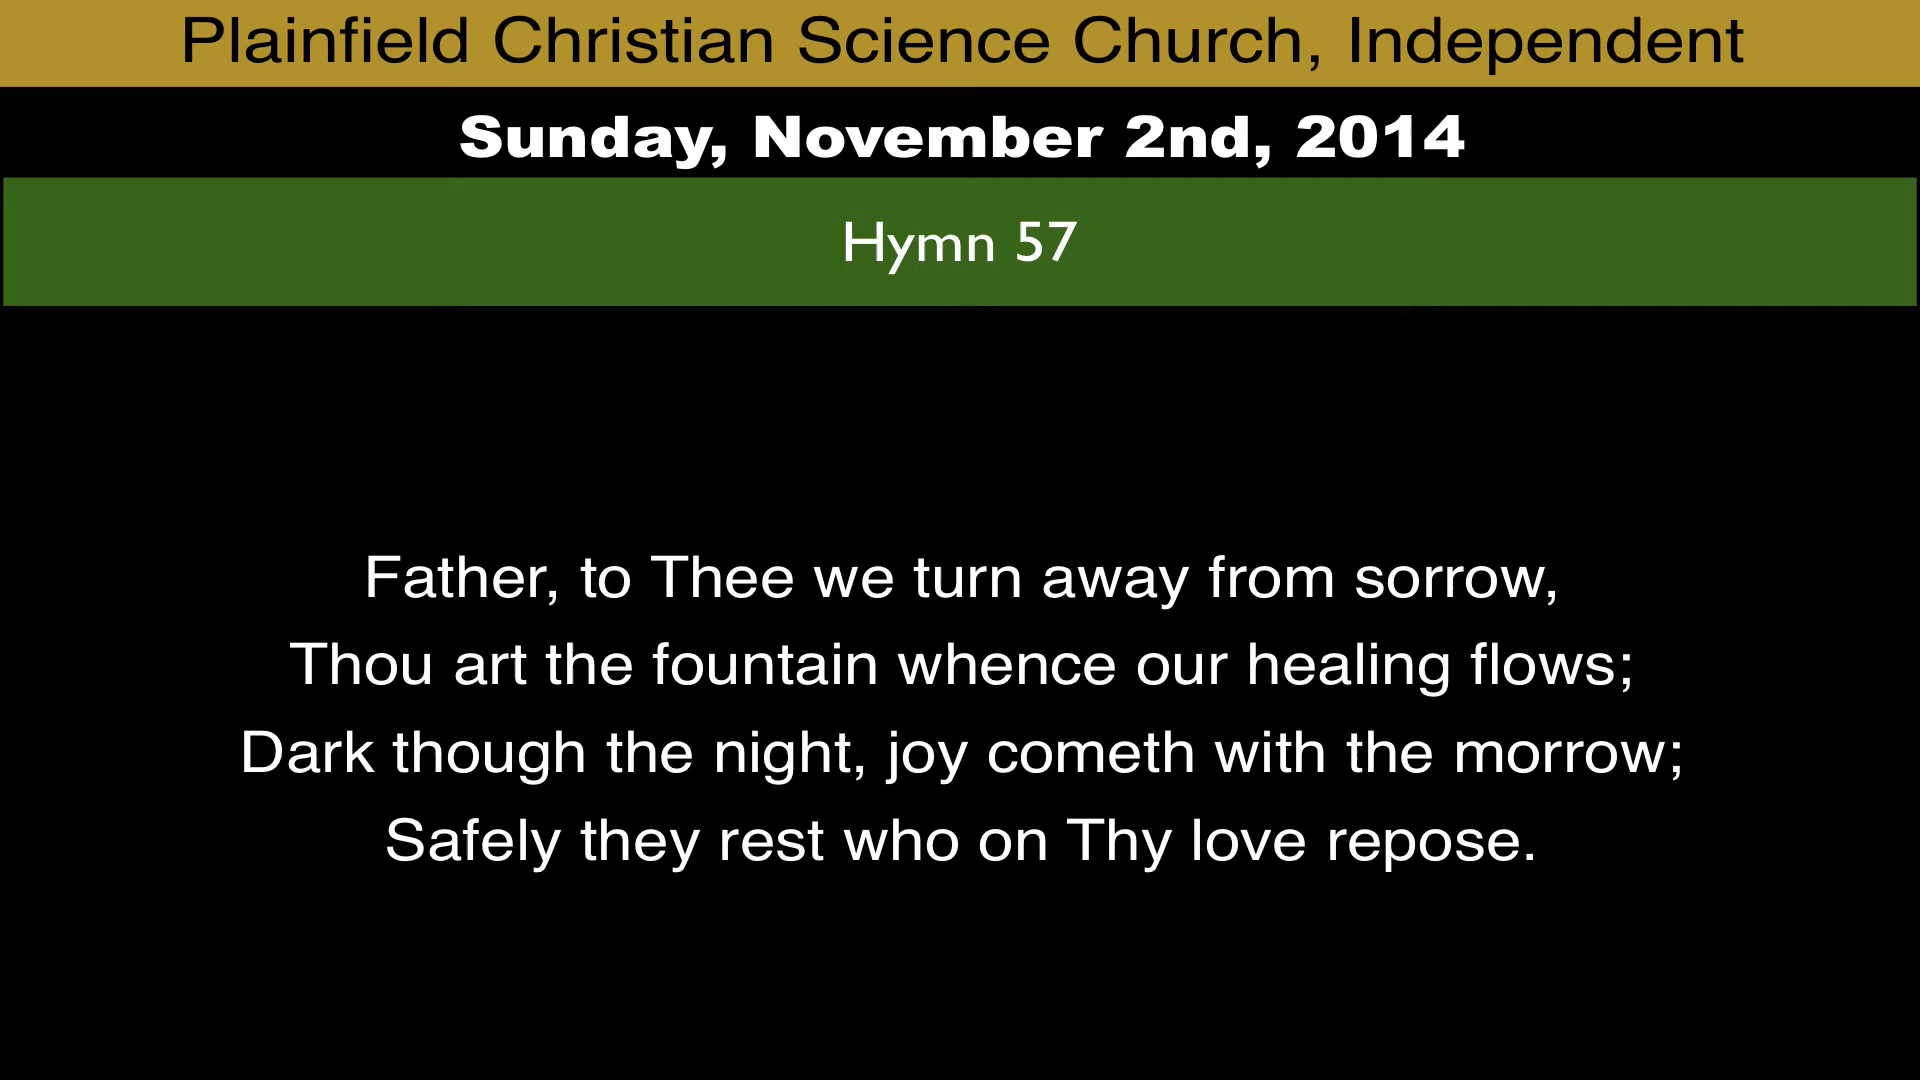 Plainfield Christian Science Church, Independent
Sunday, November 2nd, 2014
Hymn 57
Father, to Thee we turn away from sorrow,
Thou art the fountain whence our healing flows;
Dark though the night, joy cometh with the morrow;
Safely they rest who on Thy love repose.